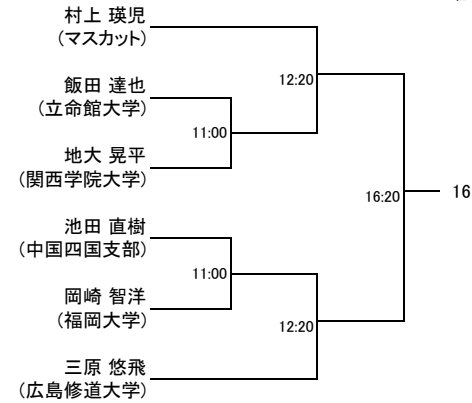 村上 瑛児
(マスカット)
12:20
飯田 達也
(立命館大学)
11:00
地大 晃平
(関西学院大学)
16:20
16
池田 直樹
(中国四国支部)
11:00
岡崎 智洋
(福岡大学)
12:20
三原 悠飛
(広島修道大学)